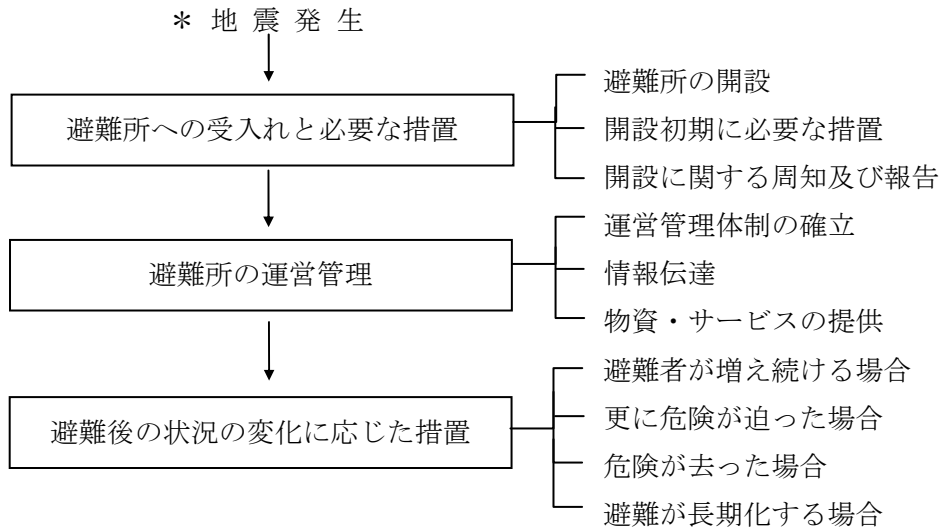 ＊ 地 震 発 生
避難所への受入れと必要な措置
避難所の開設
開設初期に必要な措置
開設に関する周知及び報告
避難所の運営管理
運営管理体制の確立
情報伝達
物資・サービスの提供
避難後の状況の変化に応じた措置
避難者が増え続ける場合
更に危険が迫った場合
危険が去った場合
避難が長期化する場合